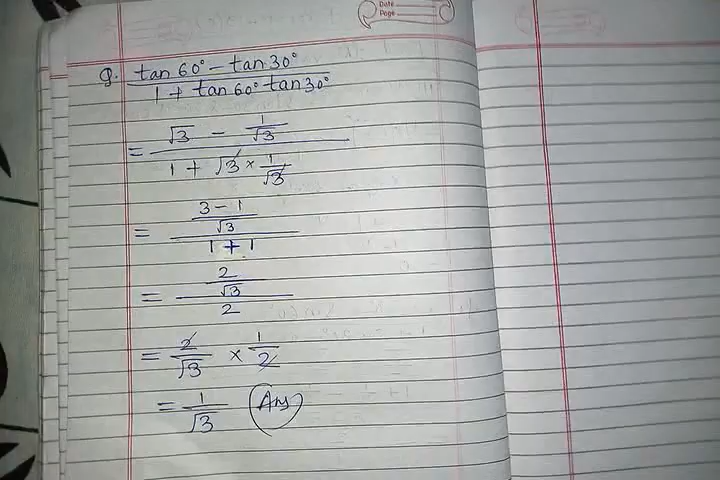 Date
Page
Q. (tan 60° - tan 30°) / (1 + tan 60° tan 30°)
= (√3 - 1/√3) / (1 + √3 × 1/√3)
= ((3 - 1)/√3) / (1 + 1)
= (2/√3) / 2
= 2/√3 × 1/2
= 1/√3 Ans